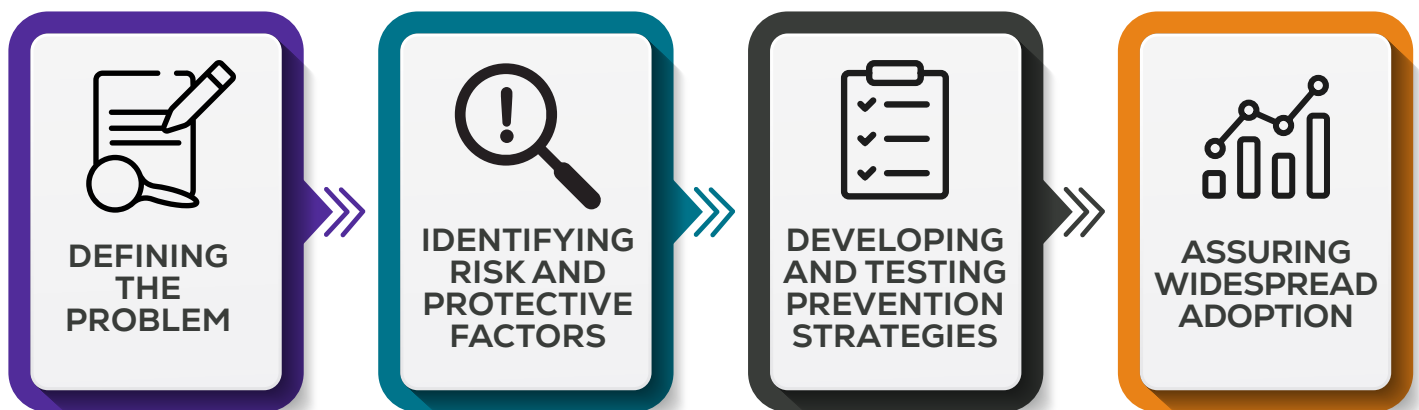 DEFINING
THE
PROBLEM
IDENTIFYING
RISK AND
PROTECTIVE
FACTORS
DEVELOPING
AND TESTING
PREVENTION
STRATEGIES
ASSURING
WIDESPREAD
ADOPTION